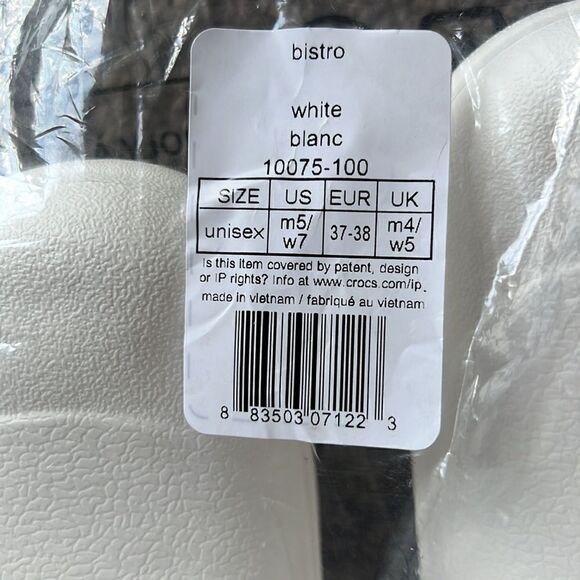 bistro
white
blanc
10075-100
SIZE US EUR UK
unisex m5/w7 37-38 m4/w5
Is this item covered by patent, design
or IP rights? Info at www.crocs.com/ip.
made in vietnam / fabriqué au vietnam
8 83503 07122 3